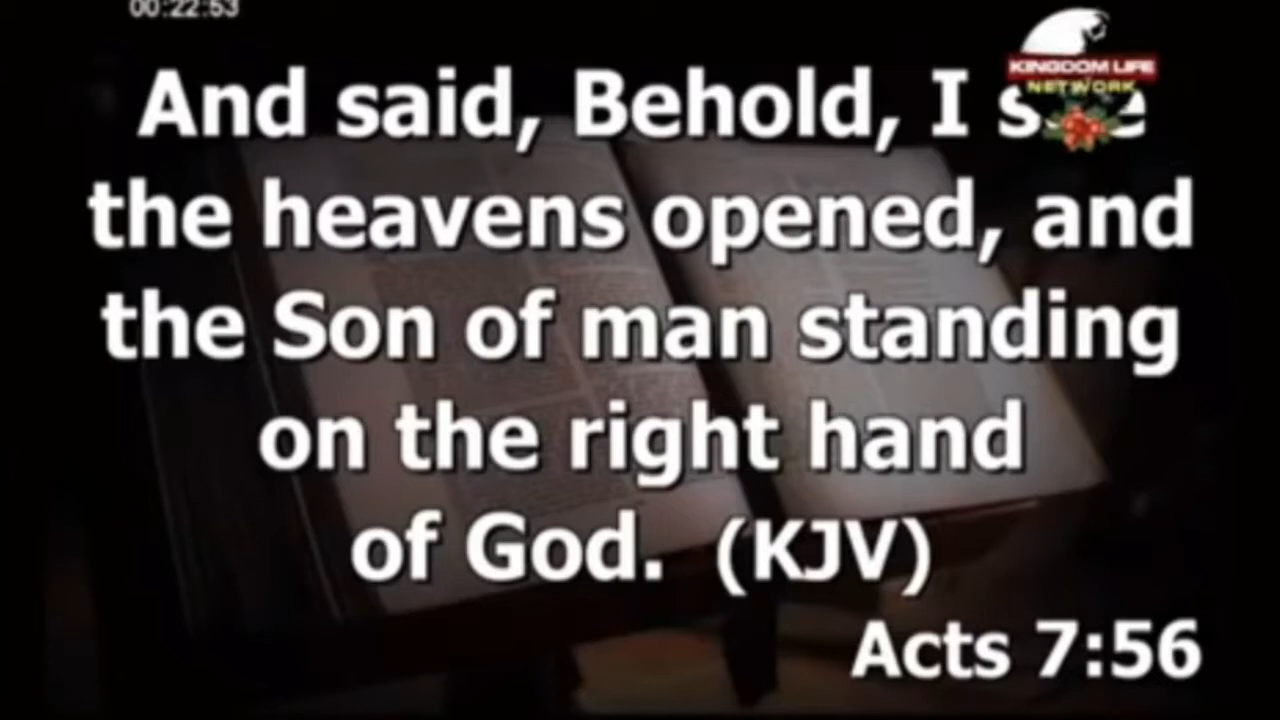 00:22:53
KINGDOM LIFE
NETWORK
And said, Behold, I see
the heavens opened, and
the Son of man standing
on the right hand
of God. (KJV)
Acts 7:56